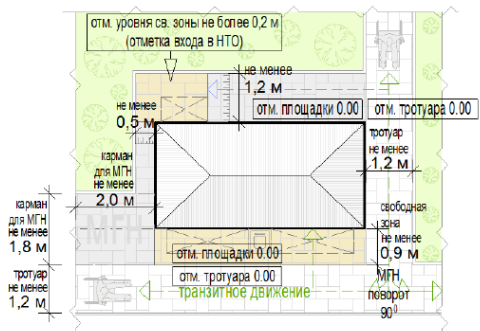 отм. уровня св. зоны не более 0,2 м
(отметка входа в НТО)
не менее
1,2 м
отм. площадки 0.00
отм. тротуара 0.00
не менее
0,5 м
тротуар
не менее
1,2 м
карман
для МГН
не менее
2,0 м
карман
для МГН
не менее
1,8 м
МГН
свободная
зона
не менее
0,9 м
отм. площадки 0.00
отм. тротуара 0.00
тротуар
не менее
1,2 м
транзитное движение
МГН
поворот
90⁰